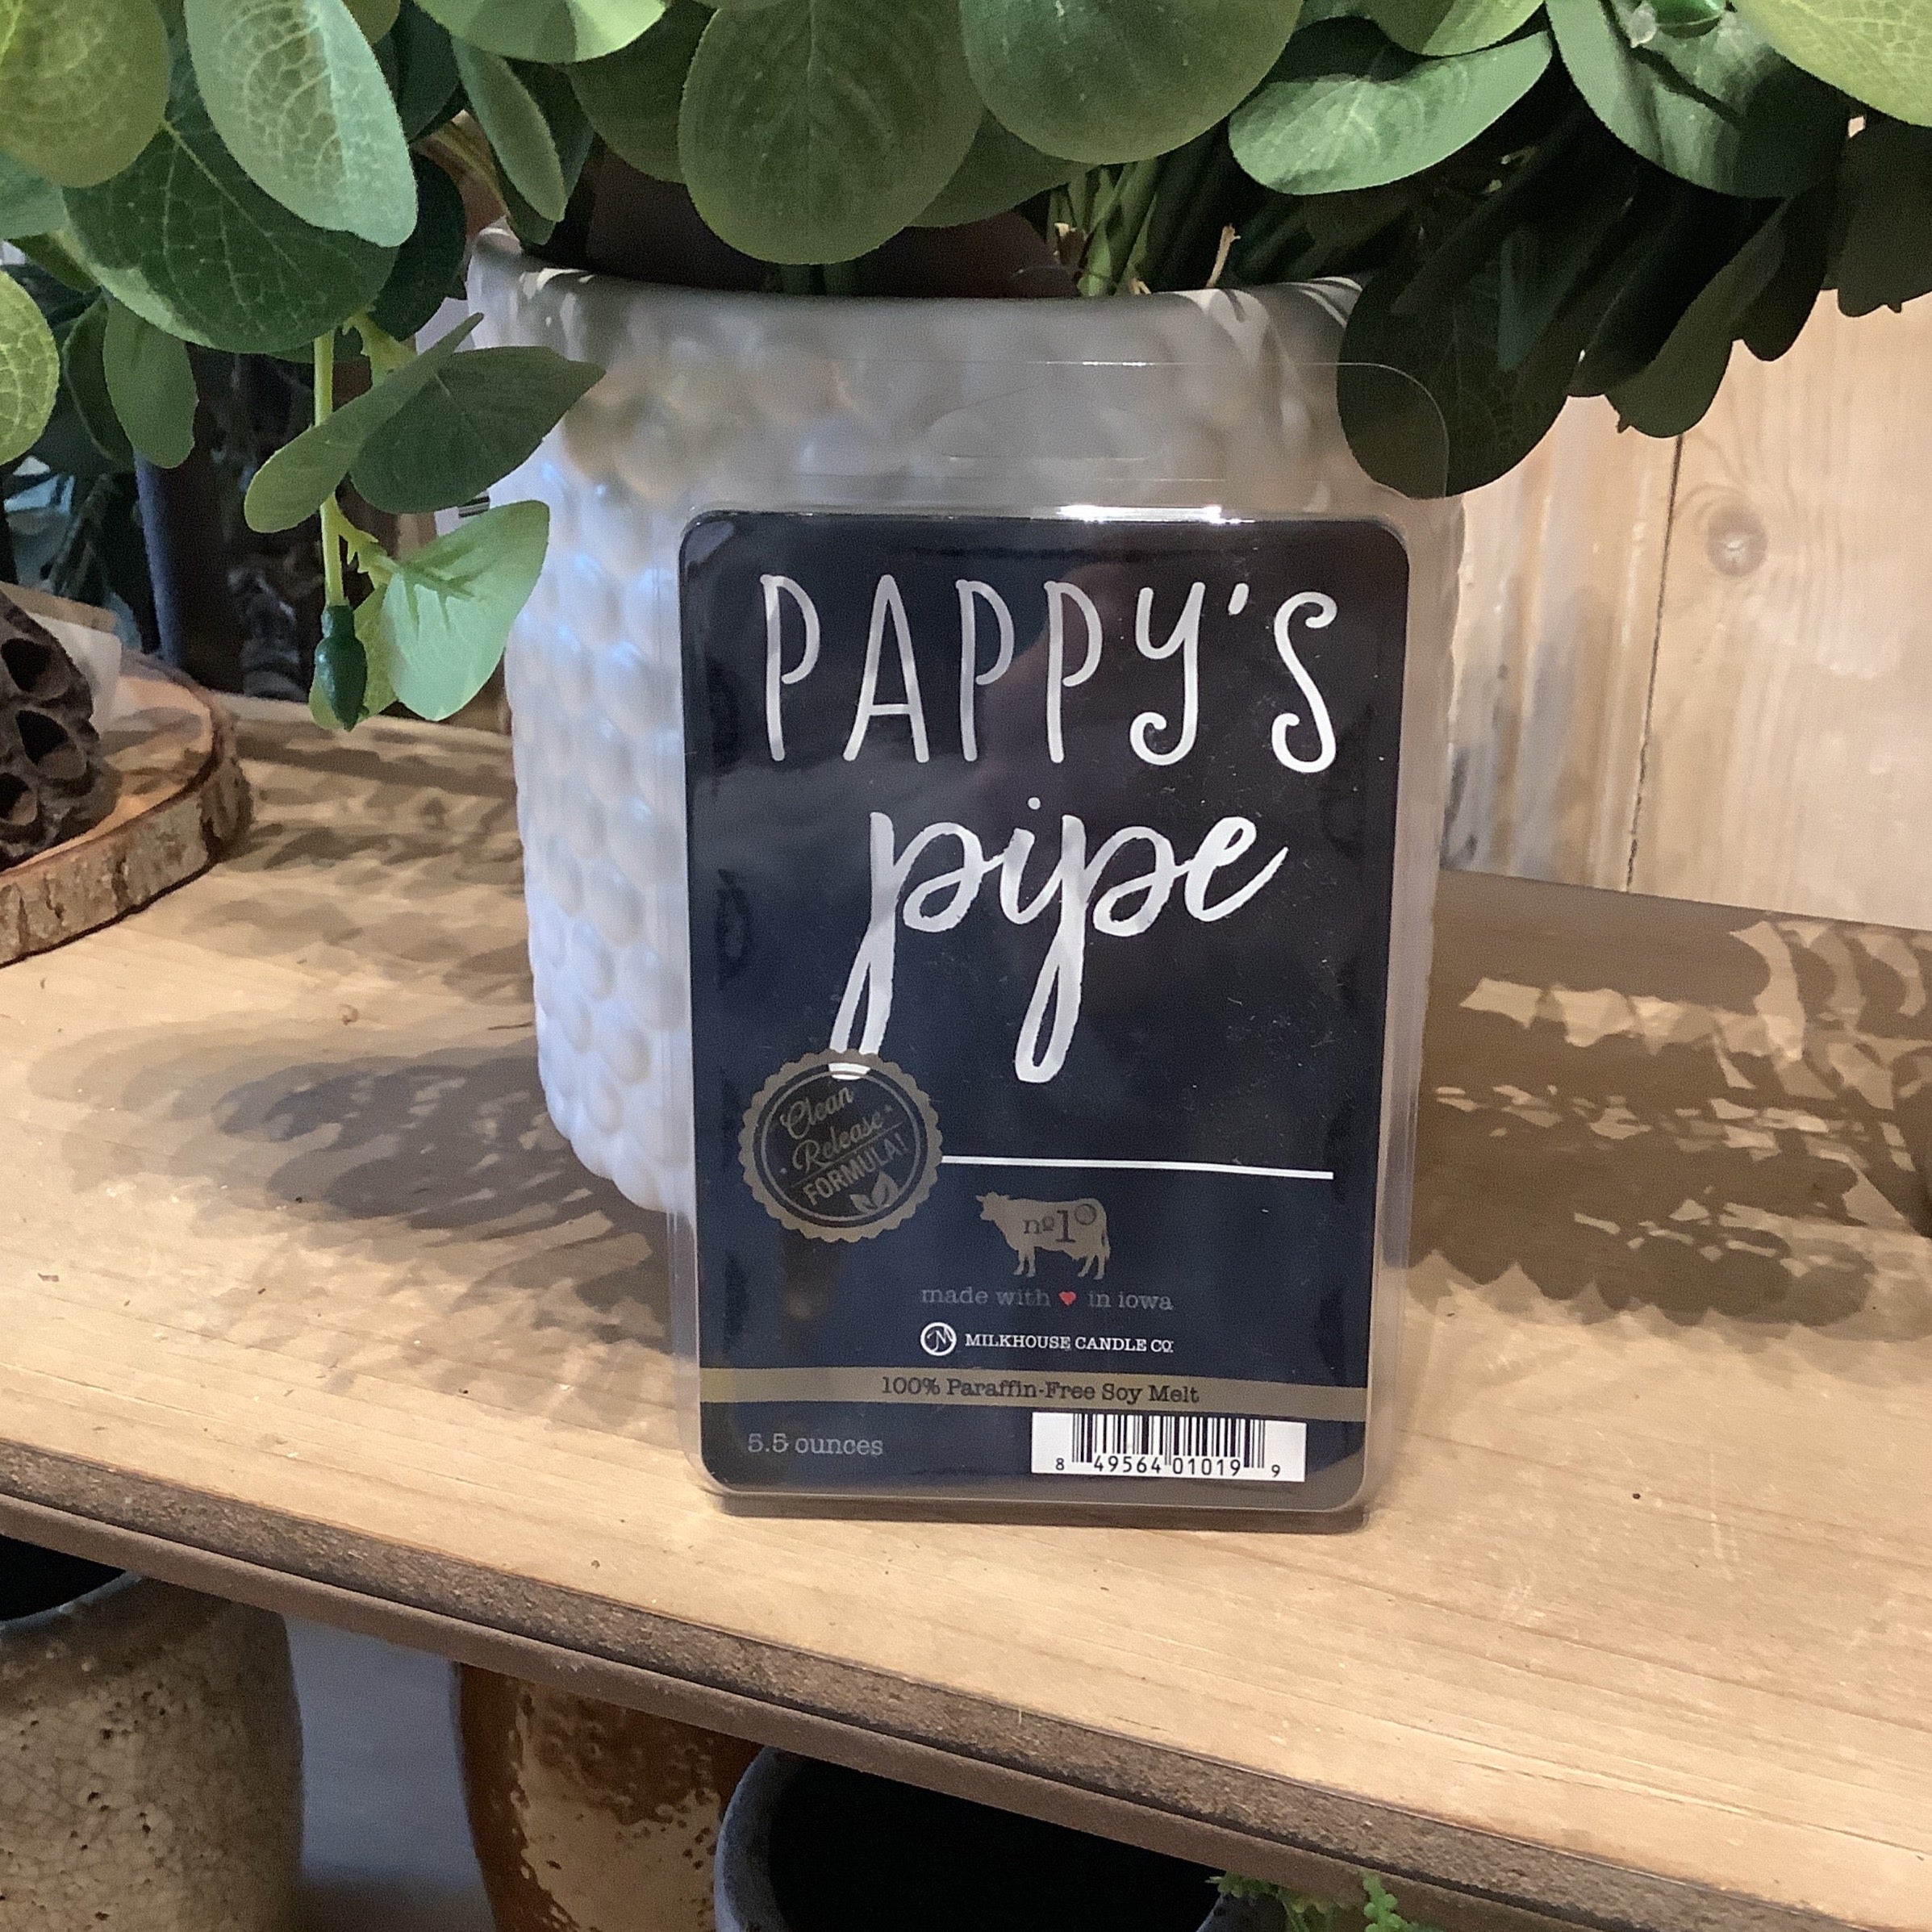 PAPPY'S
pipe
Clean
Release
FORMULA!
nº1
made with ♥ in iowa
MILKHOUSE CANDLE CO.
100% Paraffin-Free Soy Melt
5.5 ounces
8 49564 01019 9